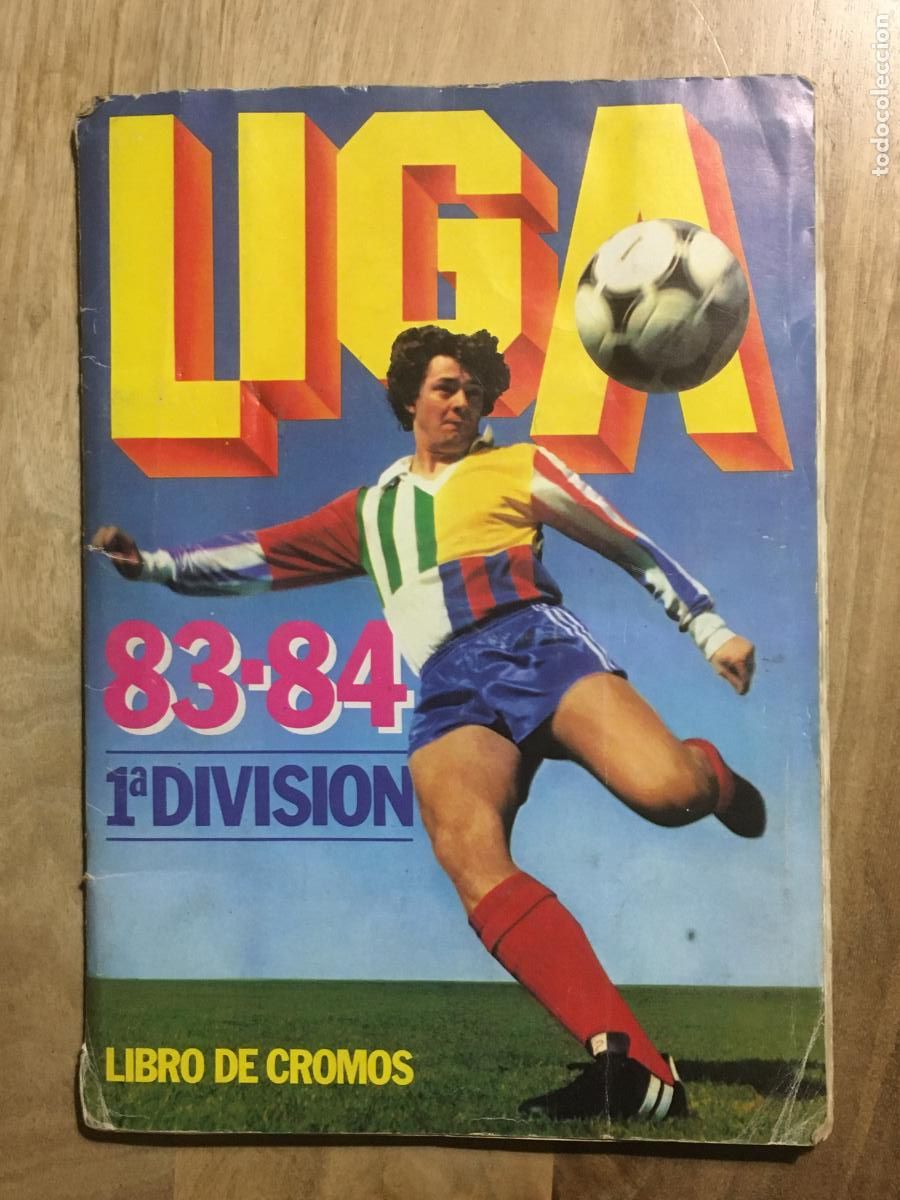 LIGA
83-84
1ª DIVISION
LIBRO DE CROMOS
todocoleccion